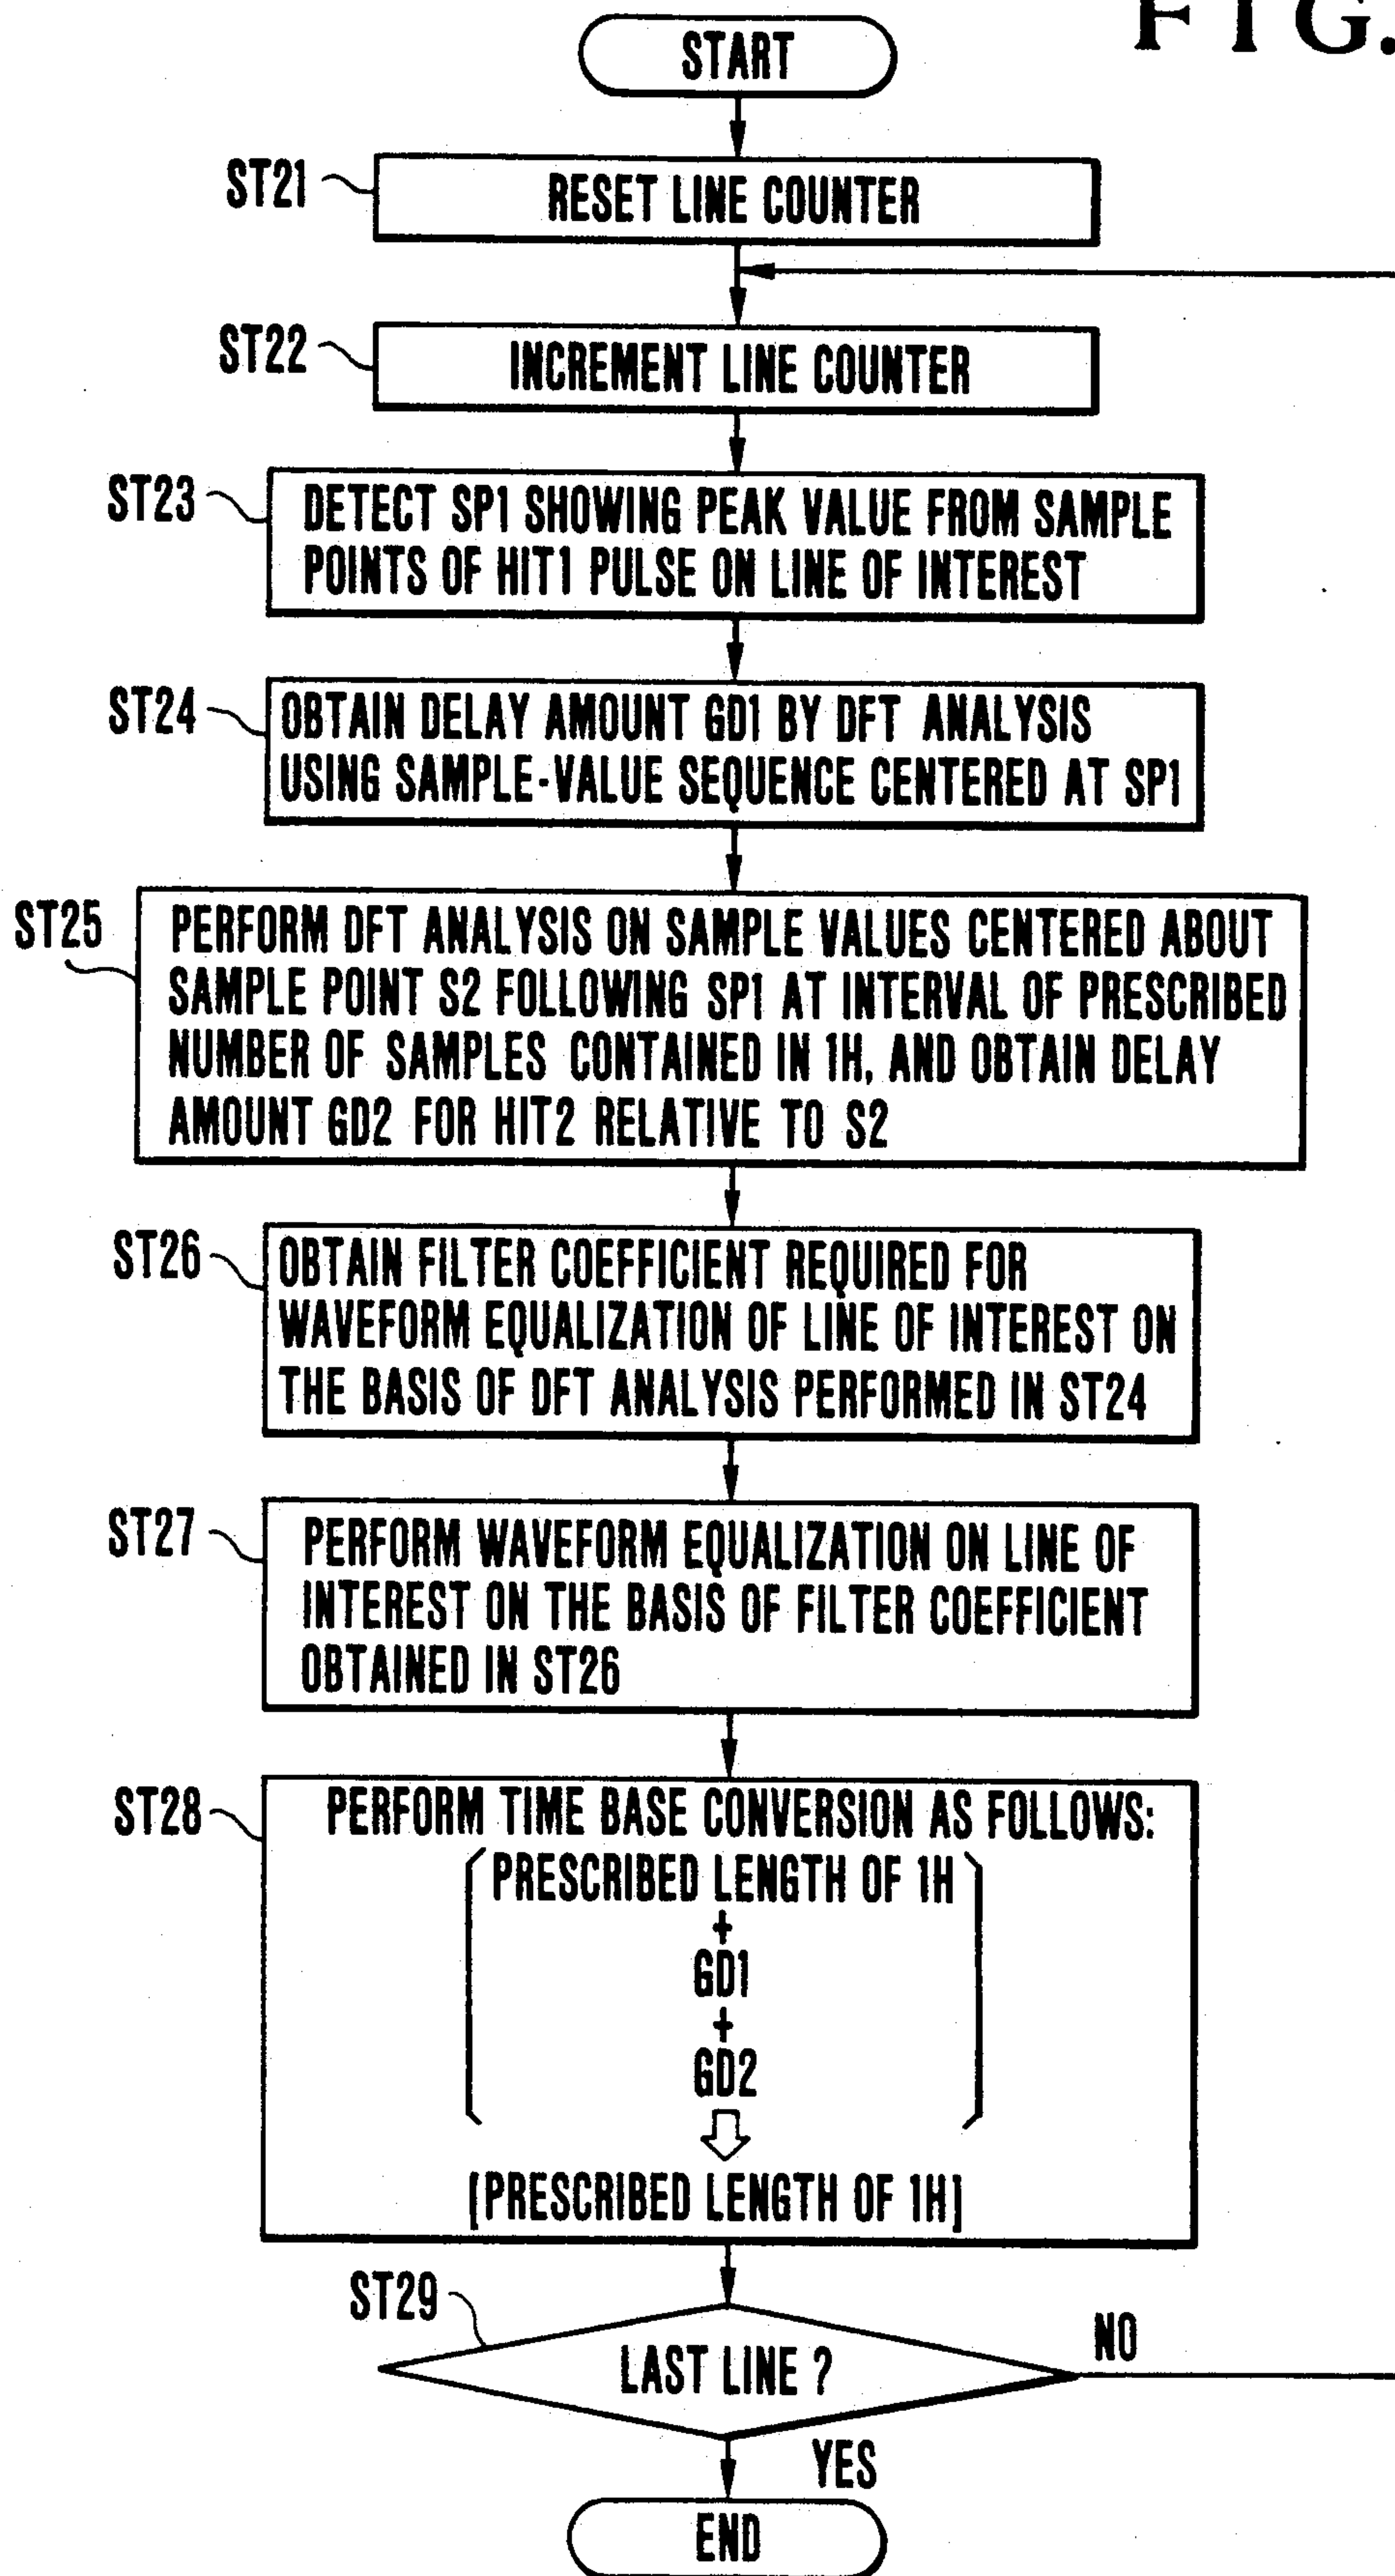 FIG.
START
ST21
RESET LINE COUNTER
ST22
INCREMENT LINE COUNTER
ST23
DETECT SP1 SHOWING PEAK VALUE FROM SAMPLE
POINTS OF HIT1 PULSE ON LINE OF INTEREST
ST24
OBTAIN DELAY AMOUNT GD1 BY DFT ANALYSIS
USING SAMPLE-VALUE SEQUENCE CENTERED AT SP1
ST25
PERFORM DFT ANALYSIS ON SAMPLE VALUES CENTERED ABOUT
SAMPLE POINT S2 FOLLOWING SP1 AT INTERVAL OF PRESCRIBED
NUMBER OF SAMPLES CONTAINED IN 1H, AND OBTAIN DELAY
AMOUNT GD2 FOR HIT2 RELATIVE TO S2
ST26
OBTAIN FILTER COEFFICIENT REQUIRED FOR
WAVEFORM EQUALIZATION OF LINE OF INTEREST ON
THE BASIS OF DFT ANALYSIS PERFORMED IN ST24
ST27
PERFORM WAVEFORM EQUALIZATION ON LINE OF
INTEREST ON THE BASIS OF FILTER COEFFICIENT
OBTAINED IN ST26
ST28
PERFORM TIME BASE CONVERSION AS FOLLOWS:
PRESCRIBED LENGTH OF 1H
+
GD1
+
GD2
[PRESCRIBED LENGTH OF 1H]
ST29
LAST LINE ?
NO
YES
END